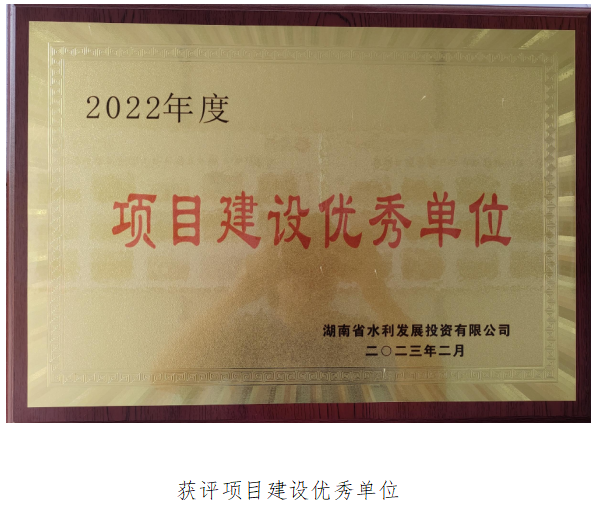 2022年度
项目建设优秀单位
湖南省水利发展投资有限公司
二〇二三年二月
获评项目建设优秀单位